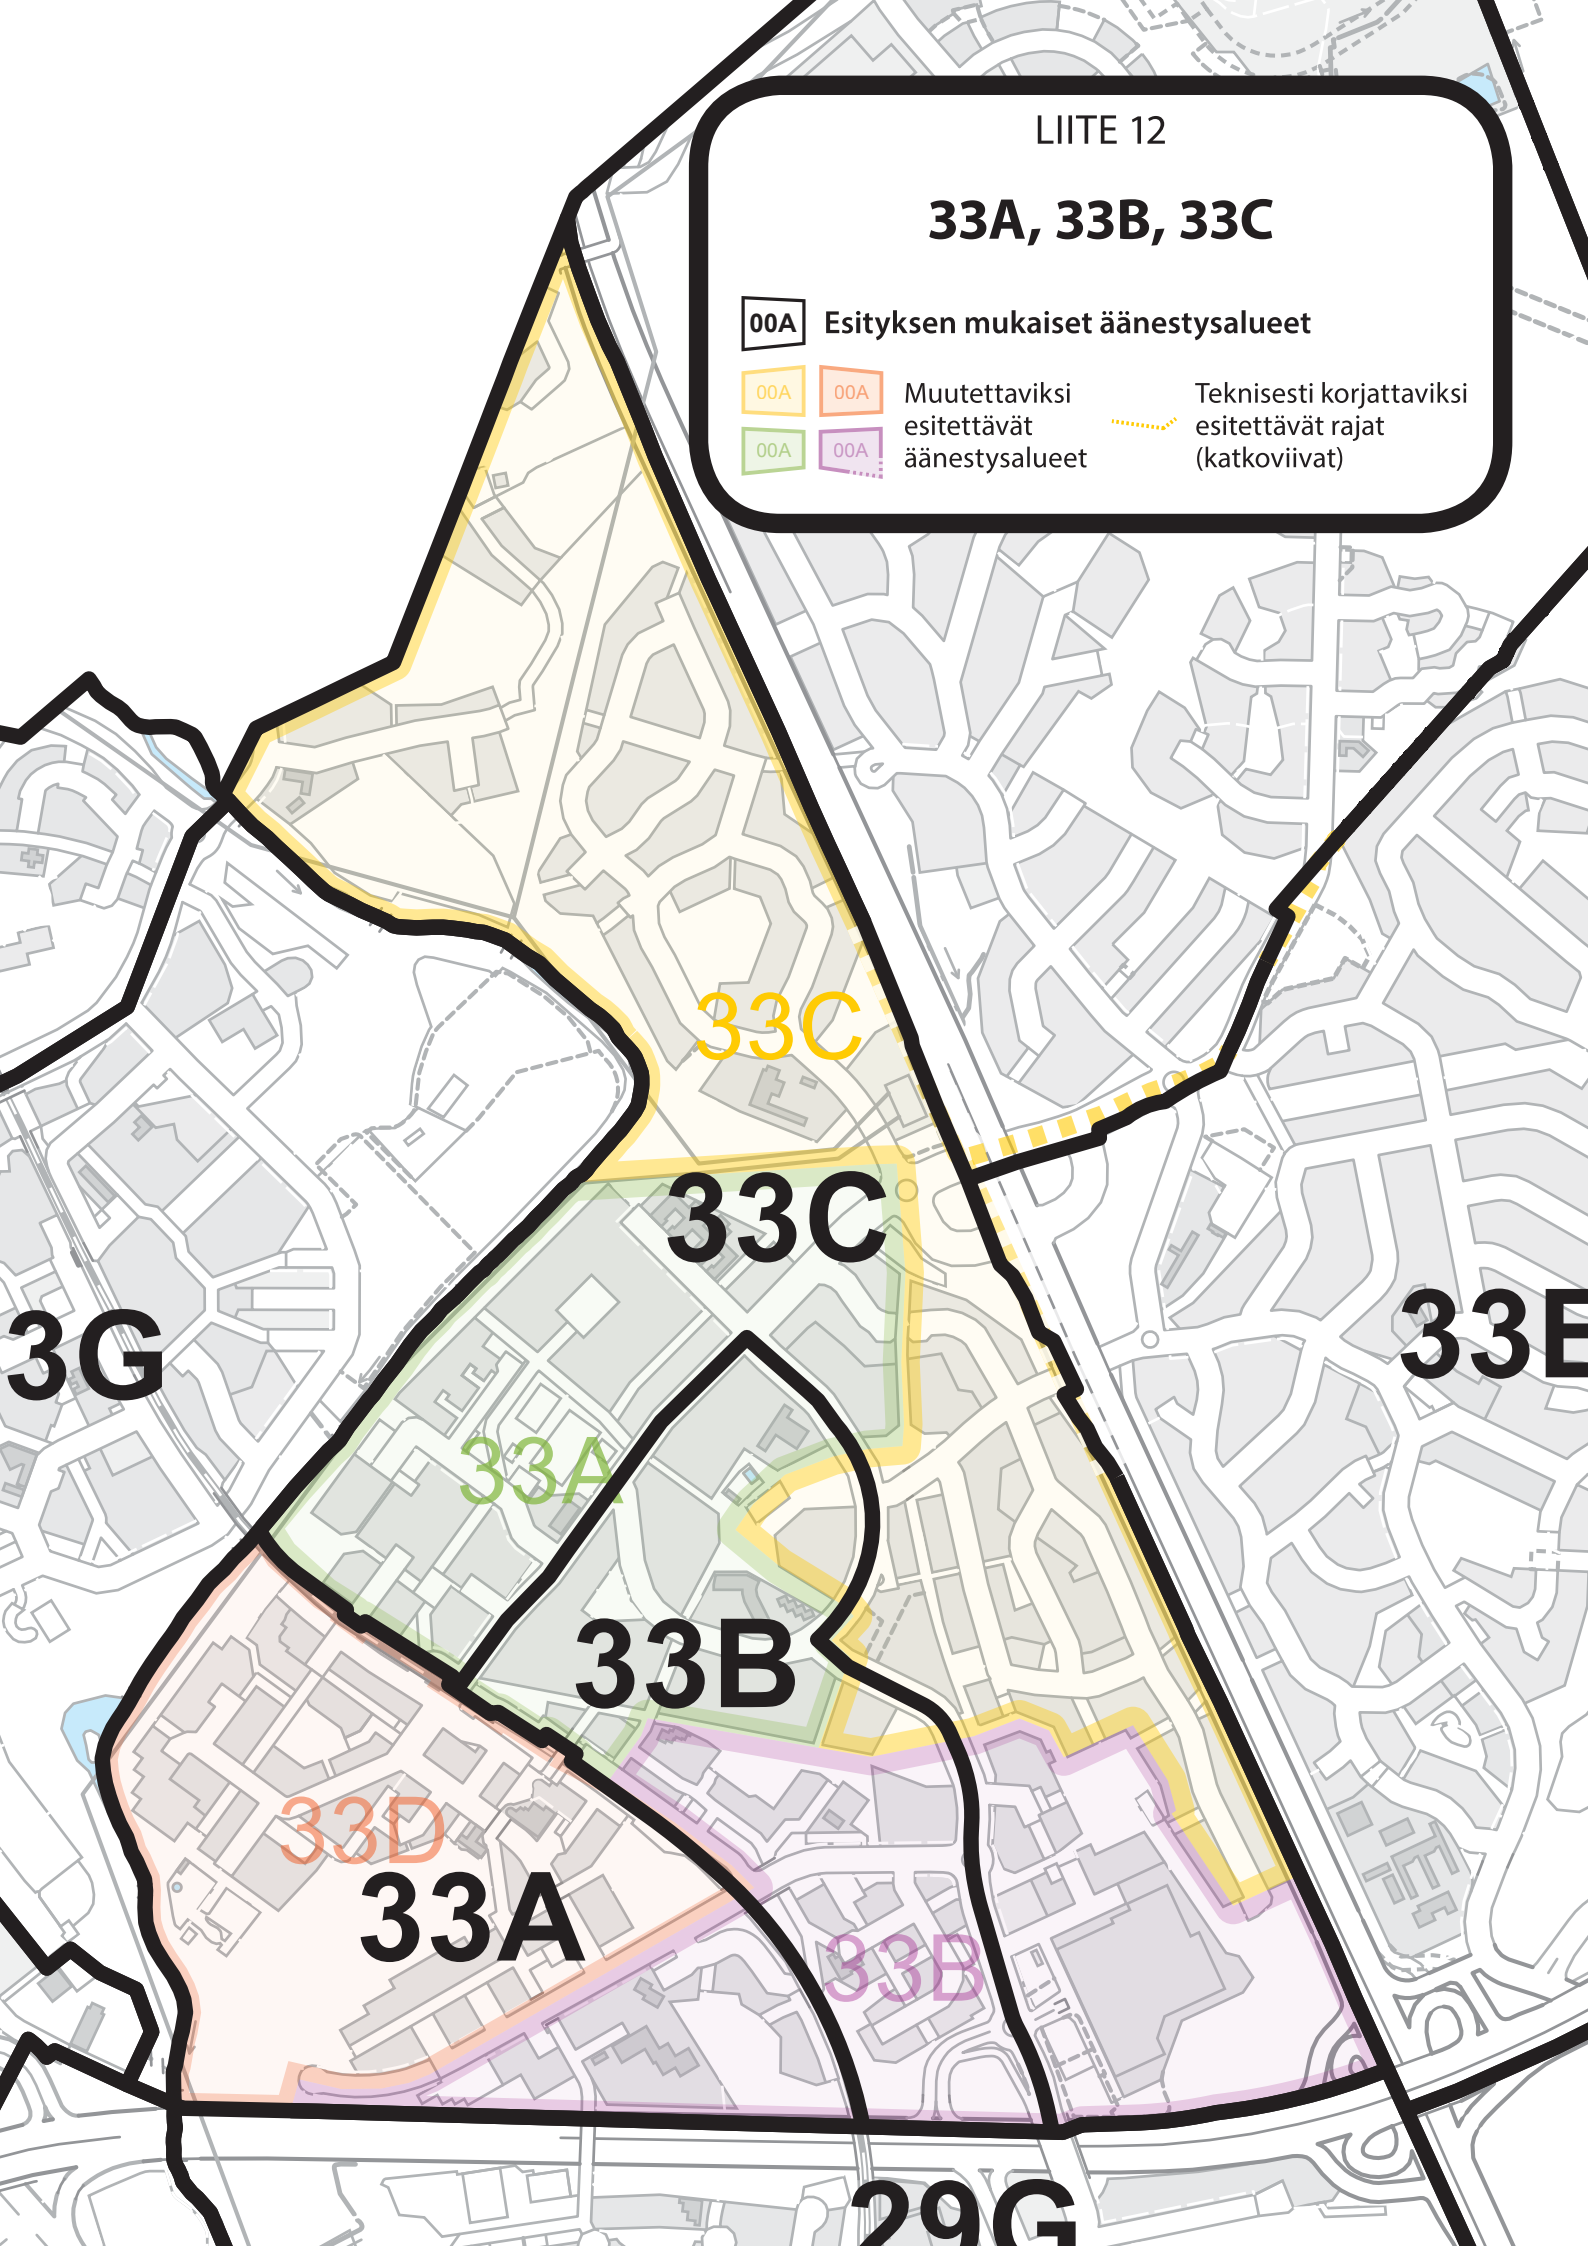 LIITE 12
33A, 33B, 33C
00A Esityksen mukaiset äänestysalueet
00A 00A
00A 00A
Muutettaviksi
esitettävät
äänestysalueet
Teknisesti korjattaviksi
esitettävät rajat
(katkoviivat)
33C
33C
3G
33E
33A
33B
33D
33A
33B
29G